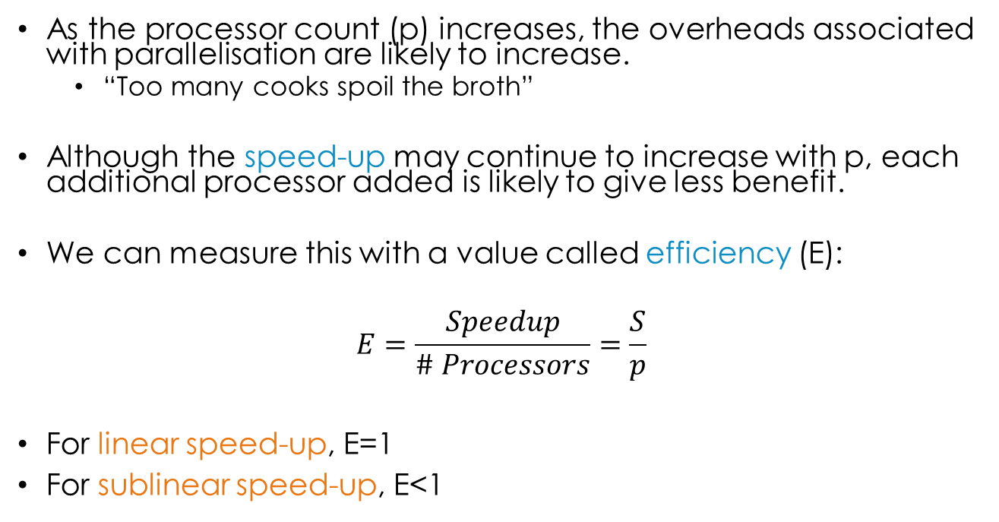 • As the processor count (p) increases, the overheads associated
with parallelisation are likely to increase.
• “Too many cooks spoil the broth”
• Although the speed-up may continue to increase with p, each
additional processor added is likely to give less benefit.
• We can measure this with a value called efficiency (E):
E = Speedup / # Processors = S / p
• For linear speed-up, E=1
• For sublinear speed-up, E<1